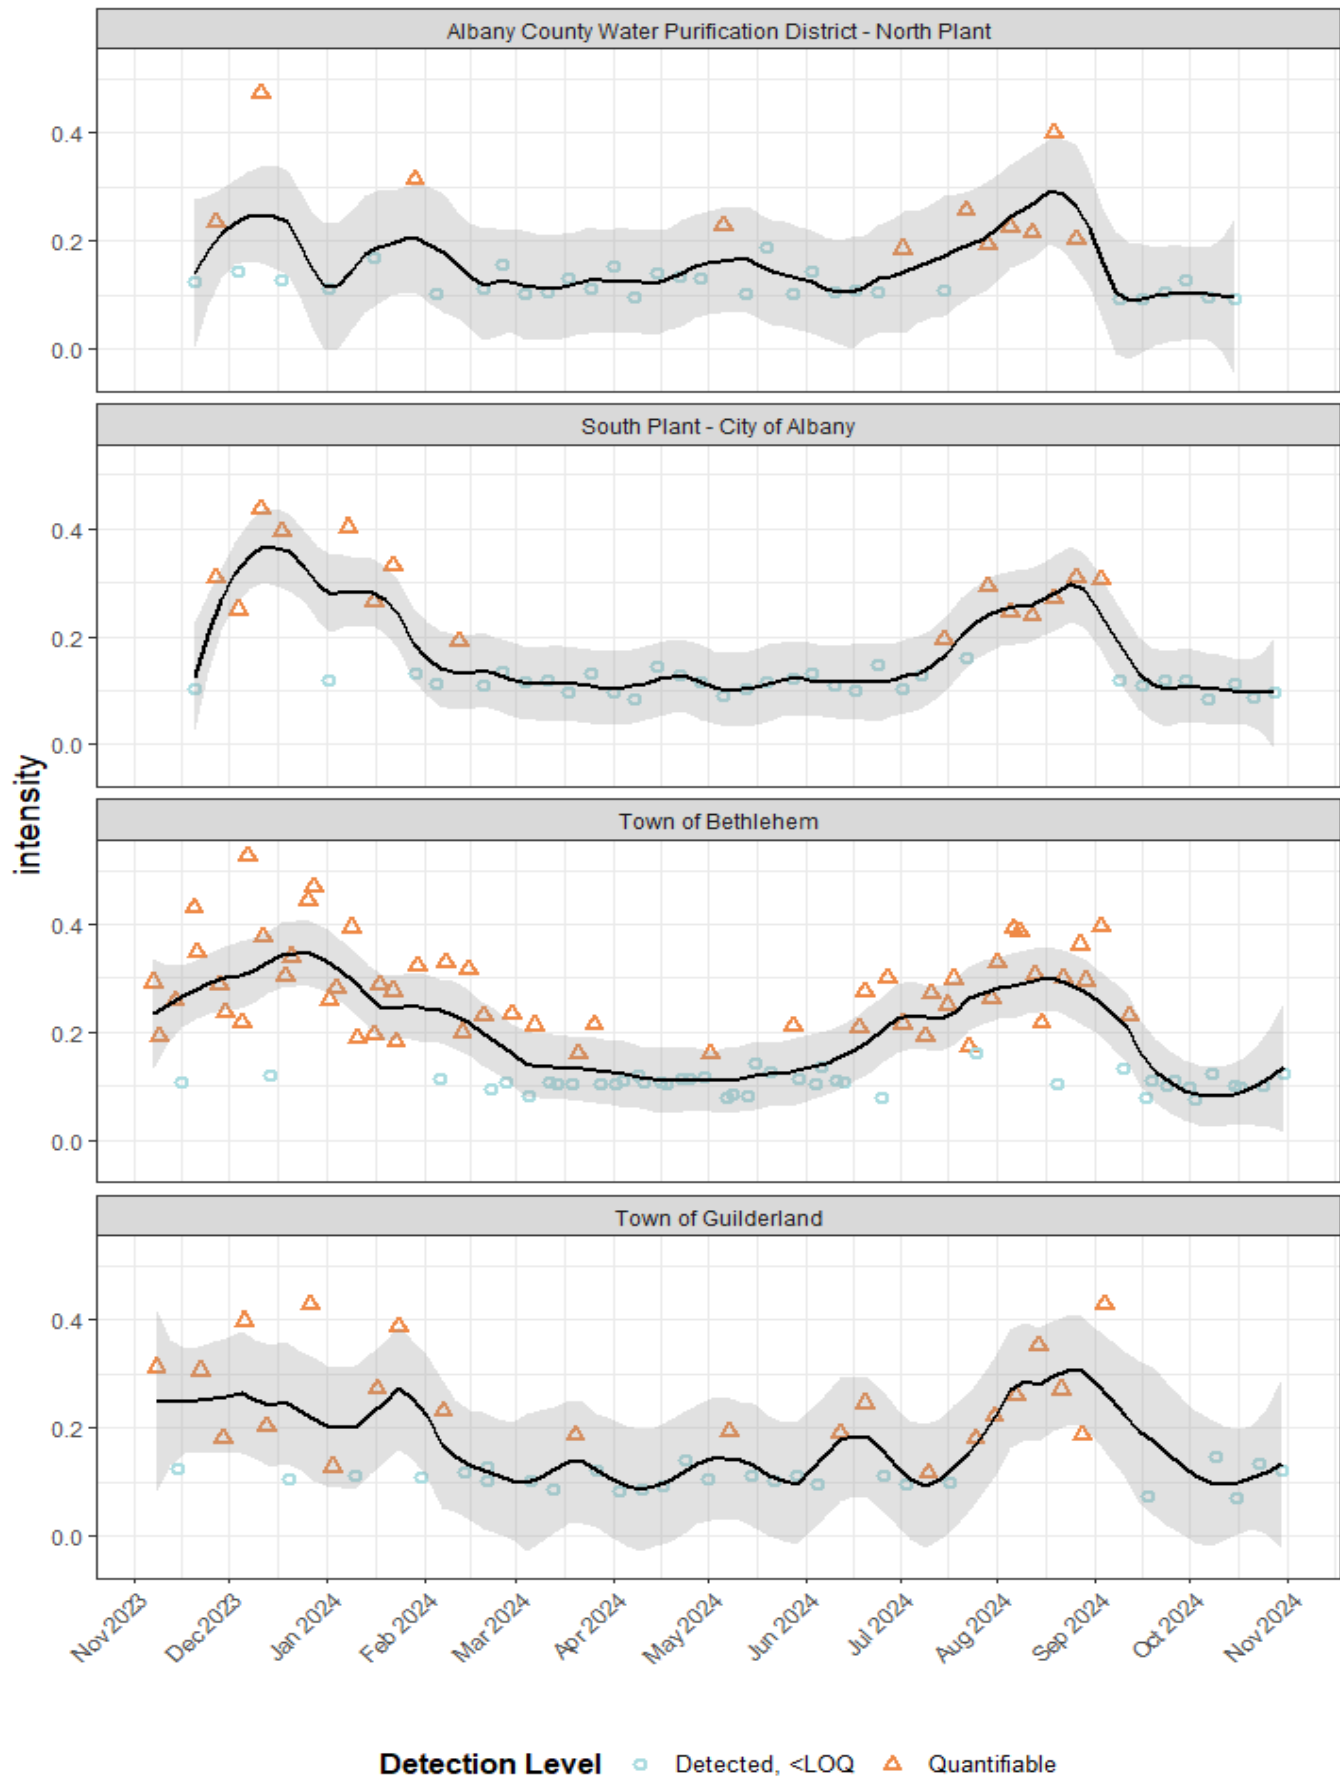 Albany County Water Purification District - North Plant
0.4
0.2
0.0
South Plant - City of Albany
0.4
0.2
0.0
intensity
Town of Bethlehem
0.4
0.2
0.0
Town of Guilderland
0.4
0.2
0.0
Nov 2023
Dec 2023
Jan 2024
Feb 2024
Mar 2024
Apr 2024
May 2024
Jun 2024
Jul 2024
Aug 2024
Sep 2024
Oct 2024
Nov 2024
Detection Level Detected, <LOQ Quantifiable